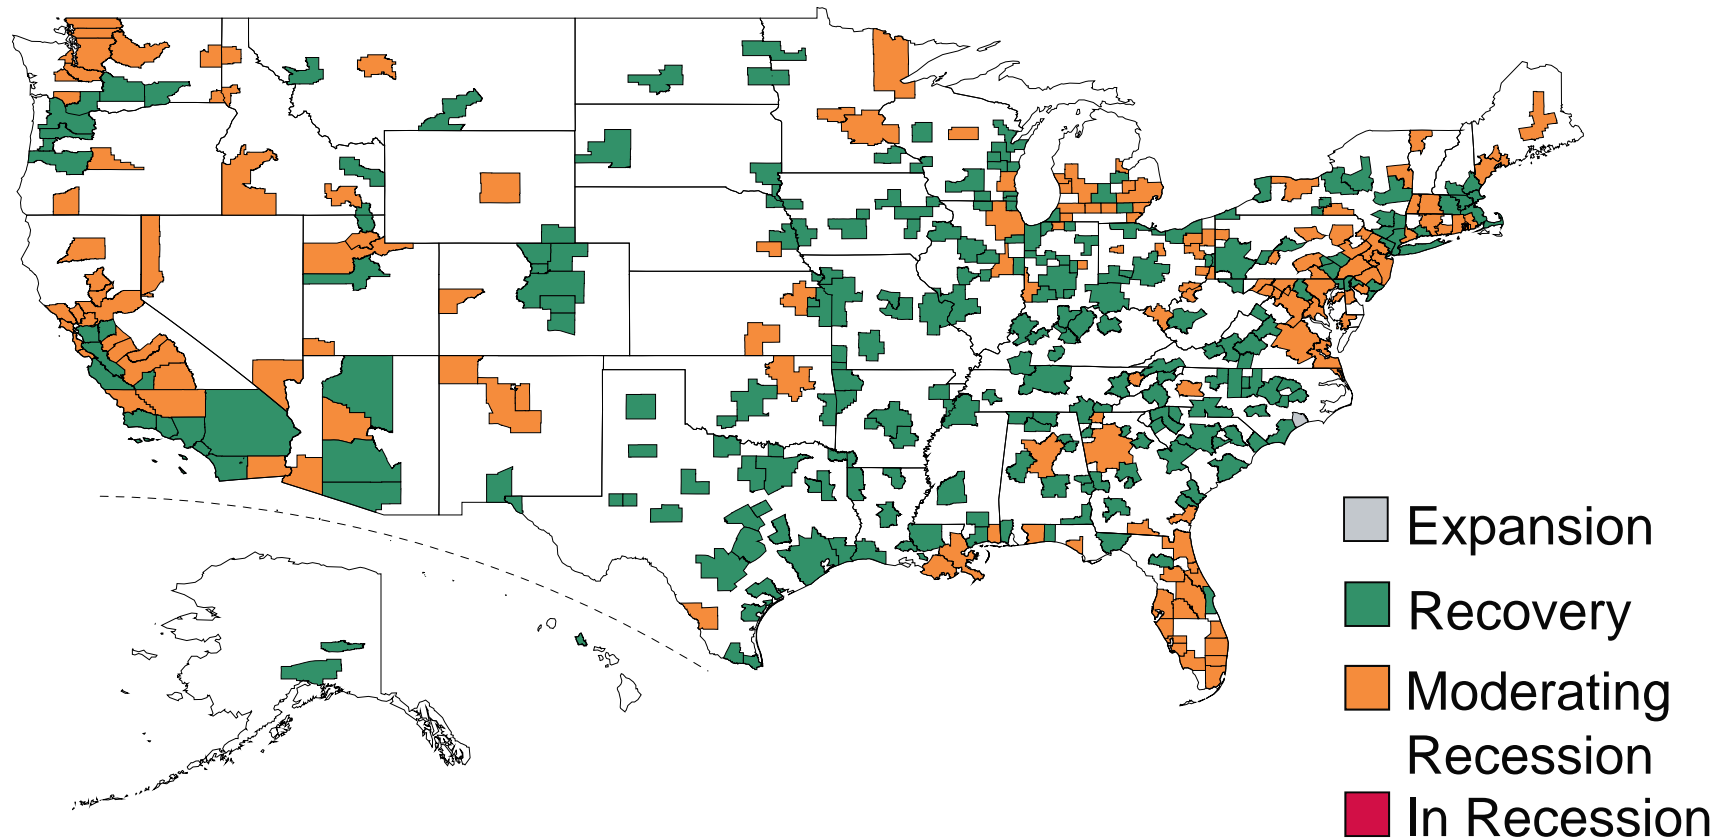 Expansion
Recovery
Moderating
Recession
In Recession